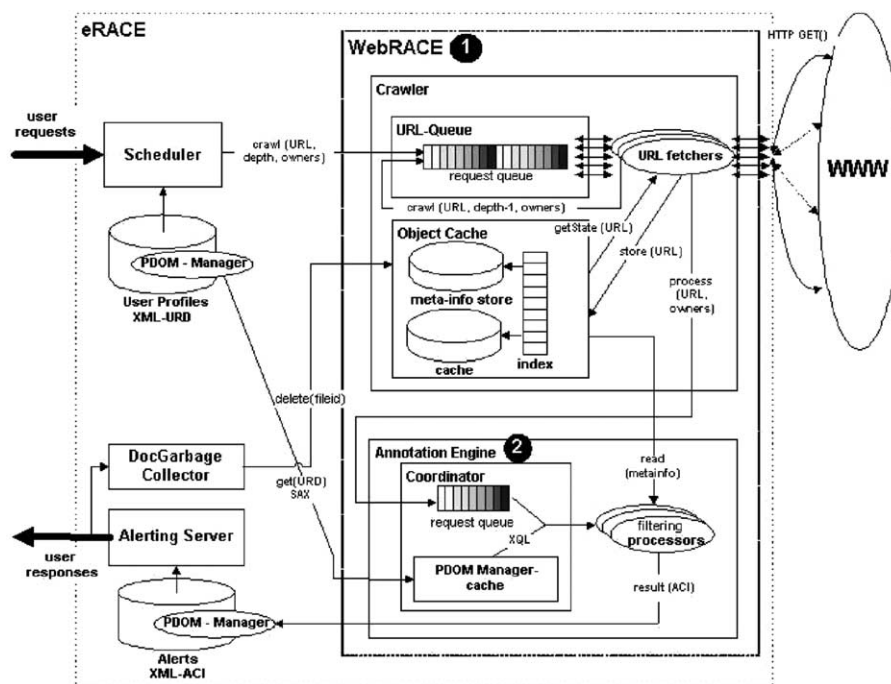 eRACE
WebRACE 1
HTTP GET()
Crawler
user
requests
Scheduler
crawl (URL,
depth, owners)
URL-Queue
request queue
URL fetchers
WWW
crawl (URL, depth-1, owners)
getState (URL)
store (URL)
process
(URL,
owners)
PDOM - Manager
User Profiles
XML-URD
Object Cache
meta-info store
cache
index
delete(fileid)
DocGarbage
Collector
get(URD)
SAX
Annotation Engine 2
Coordinator
request queue
XQL
PDOM Manager-
cache
read
(metainfo)
filtering
processors
result (ACI)
Alerting Server
user
responses
PDOM - Manager
Alerts
XML-ACI